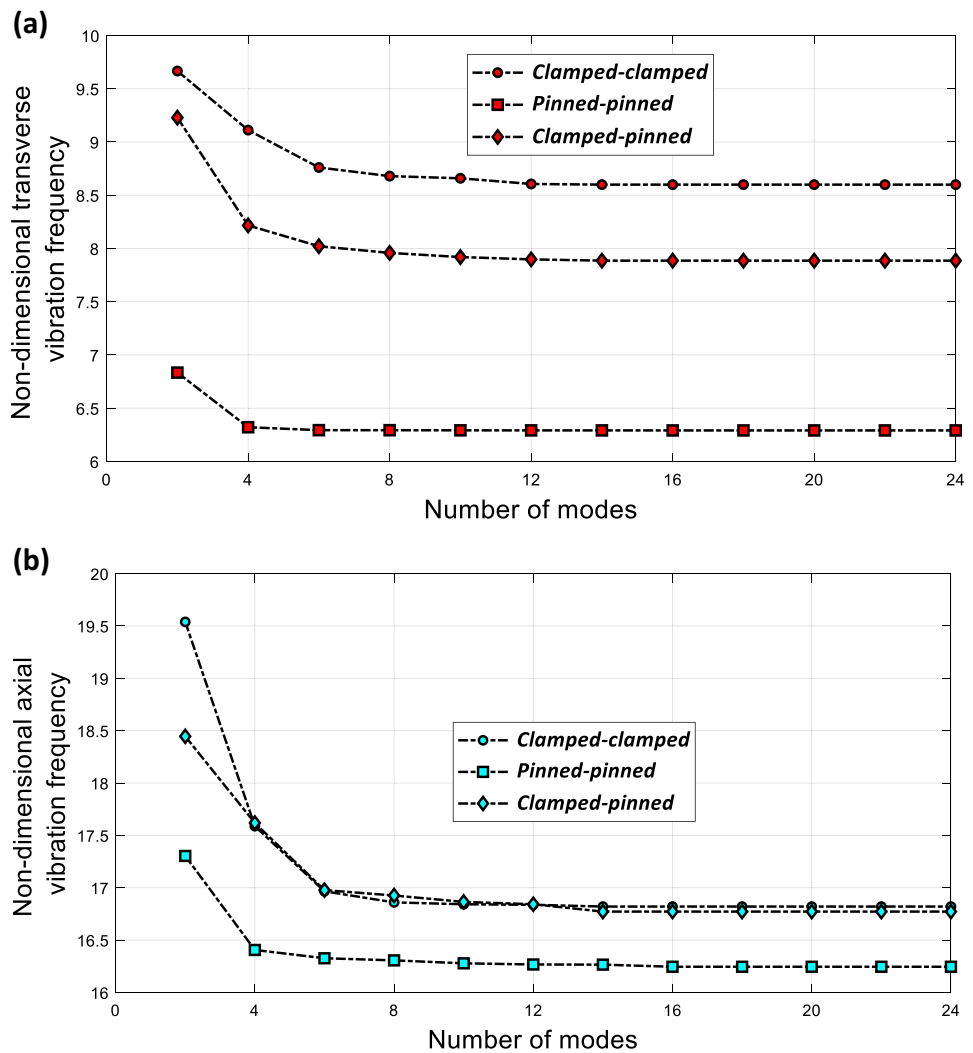 (a)
10
9.5
9
8.5
8
7.5
7
6.5
6
0
4
8
12
16
20
24
Non-dimensional transverse
vibration frequency
Number of modes
Clamped-clamped
Pinned-pinned
Clamped-pinned
(b)
20
19.5
19
18.5
18
17.5
17
16.5
16
0
4
8
12
16
20
24
Non-dimensional axial
vibration frequency
Number of modes
Clamped-clamped
Pinned-pinned
Clamped-pinned